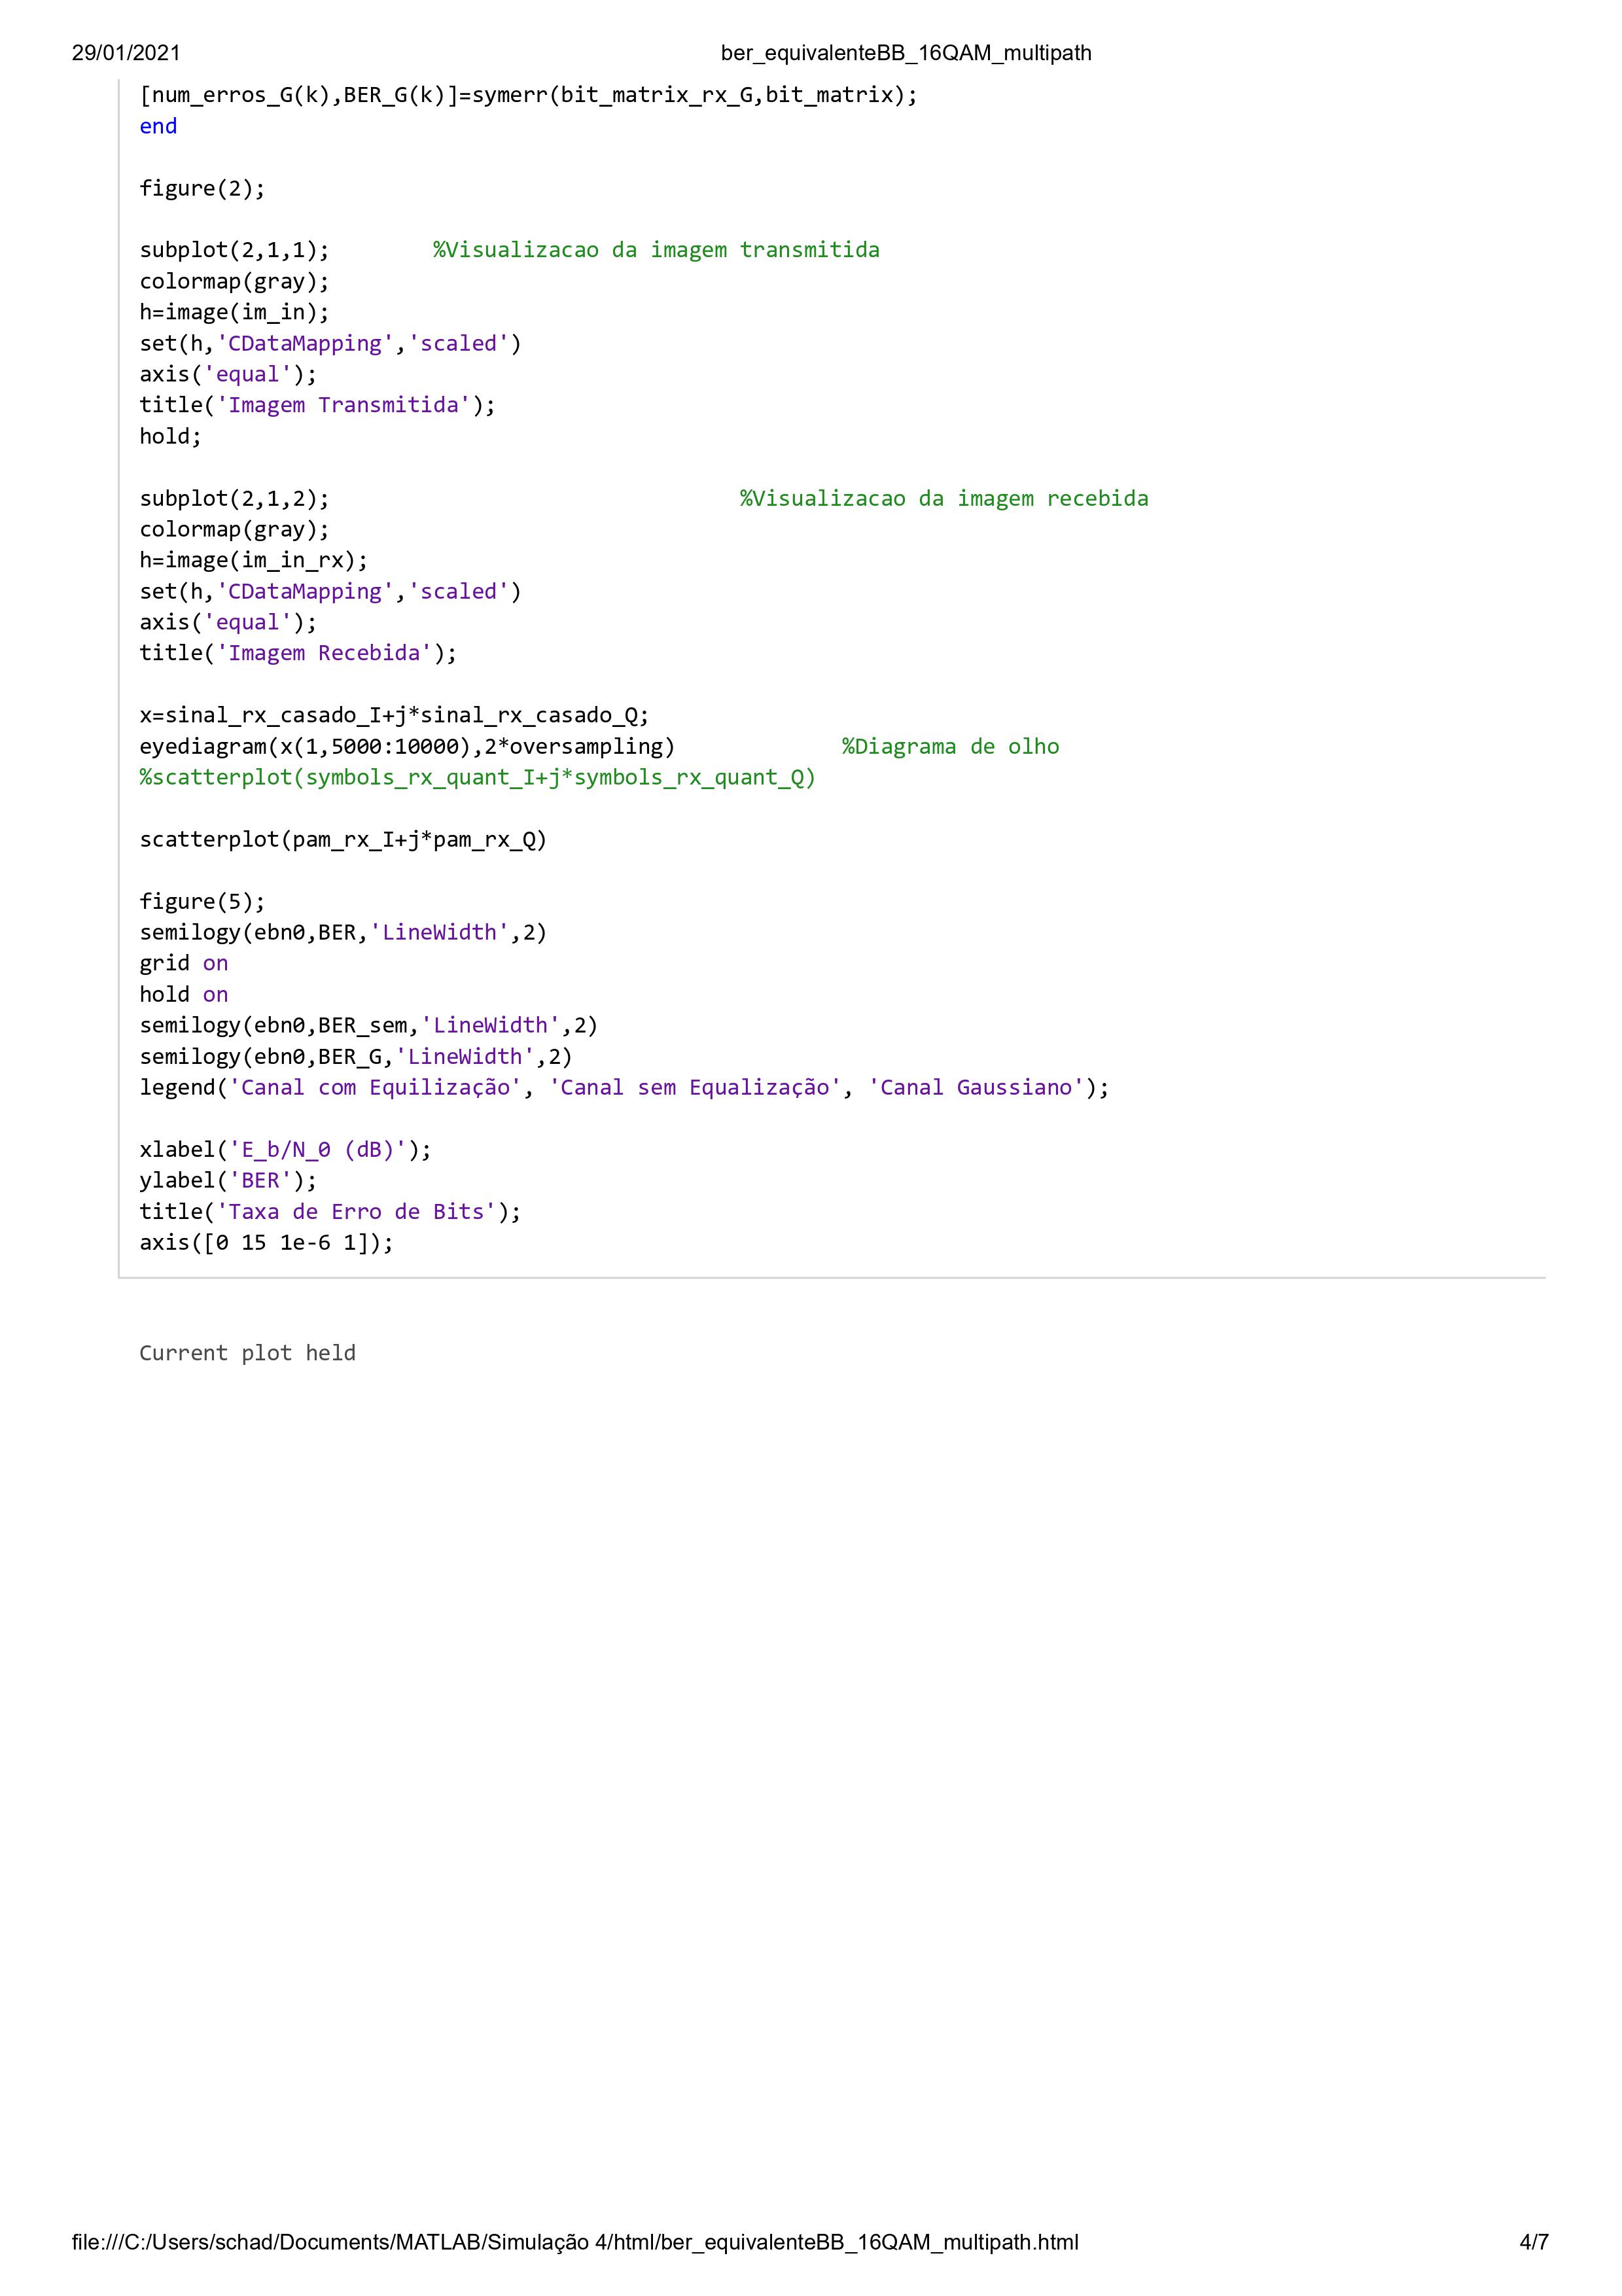 29/01/2021 ber_equivalenteBB_16QAM_multipath
[num_erros_G(k),BER_G(k)]=symerr(bit_matrix_rx_G,bit_matrix);
end
figure(2);
subplot(2,1,1); %Visualizacao da imagem transmitida
colormap(gray);
h=image(im_in);
set(h,'CDataMapping','scaled')
axis('equal');
title('Imagem Transmitida');
hold;
subplot(2,1,2); %Visualizacao da imagem recebida
colormap(gray);
h=image(im_in_rx);
set(h,'CDataMapping','scaled')
axis('equal');
title('Imagem Recebida');
x=sinal_rx_casado_I+j*sinal_rx_casado_Q;
eyediagram(x(1,5000:10000),2*oversampling) %Diagrama de olho
%scatterplot(symbols_rx_quant_I+j*symbols_rx_quant_Q)
scatterplot(pam_rx_I+j*pam_rx_Q)
figure(5);
semilogy(ebn0,BER,'LineWidth',2)
grid on
hold on
semilogy(ebn0,BER_sem,'LineWidth',2)
semilogy(ebn0,BER_G,'LineWidth',2)
legend('Canal com Equilização', 'Canal sem Equalização', 'Canal Gaussiano');
xlabel('E_b/N_0 (dB)');
ylabel('BER');
title('Taxa de Erro de Bits');
axis([0 15 1e-6 1]);
Current plot held
file:///C:/Users/schad/Documents/MATLAB/Simulação 4/html/ber_equivalenteBB_16QAM_multipath.html 4/7